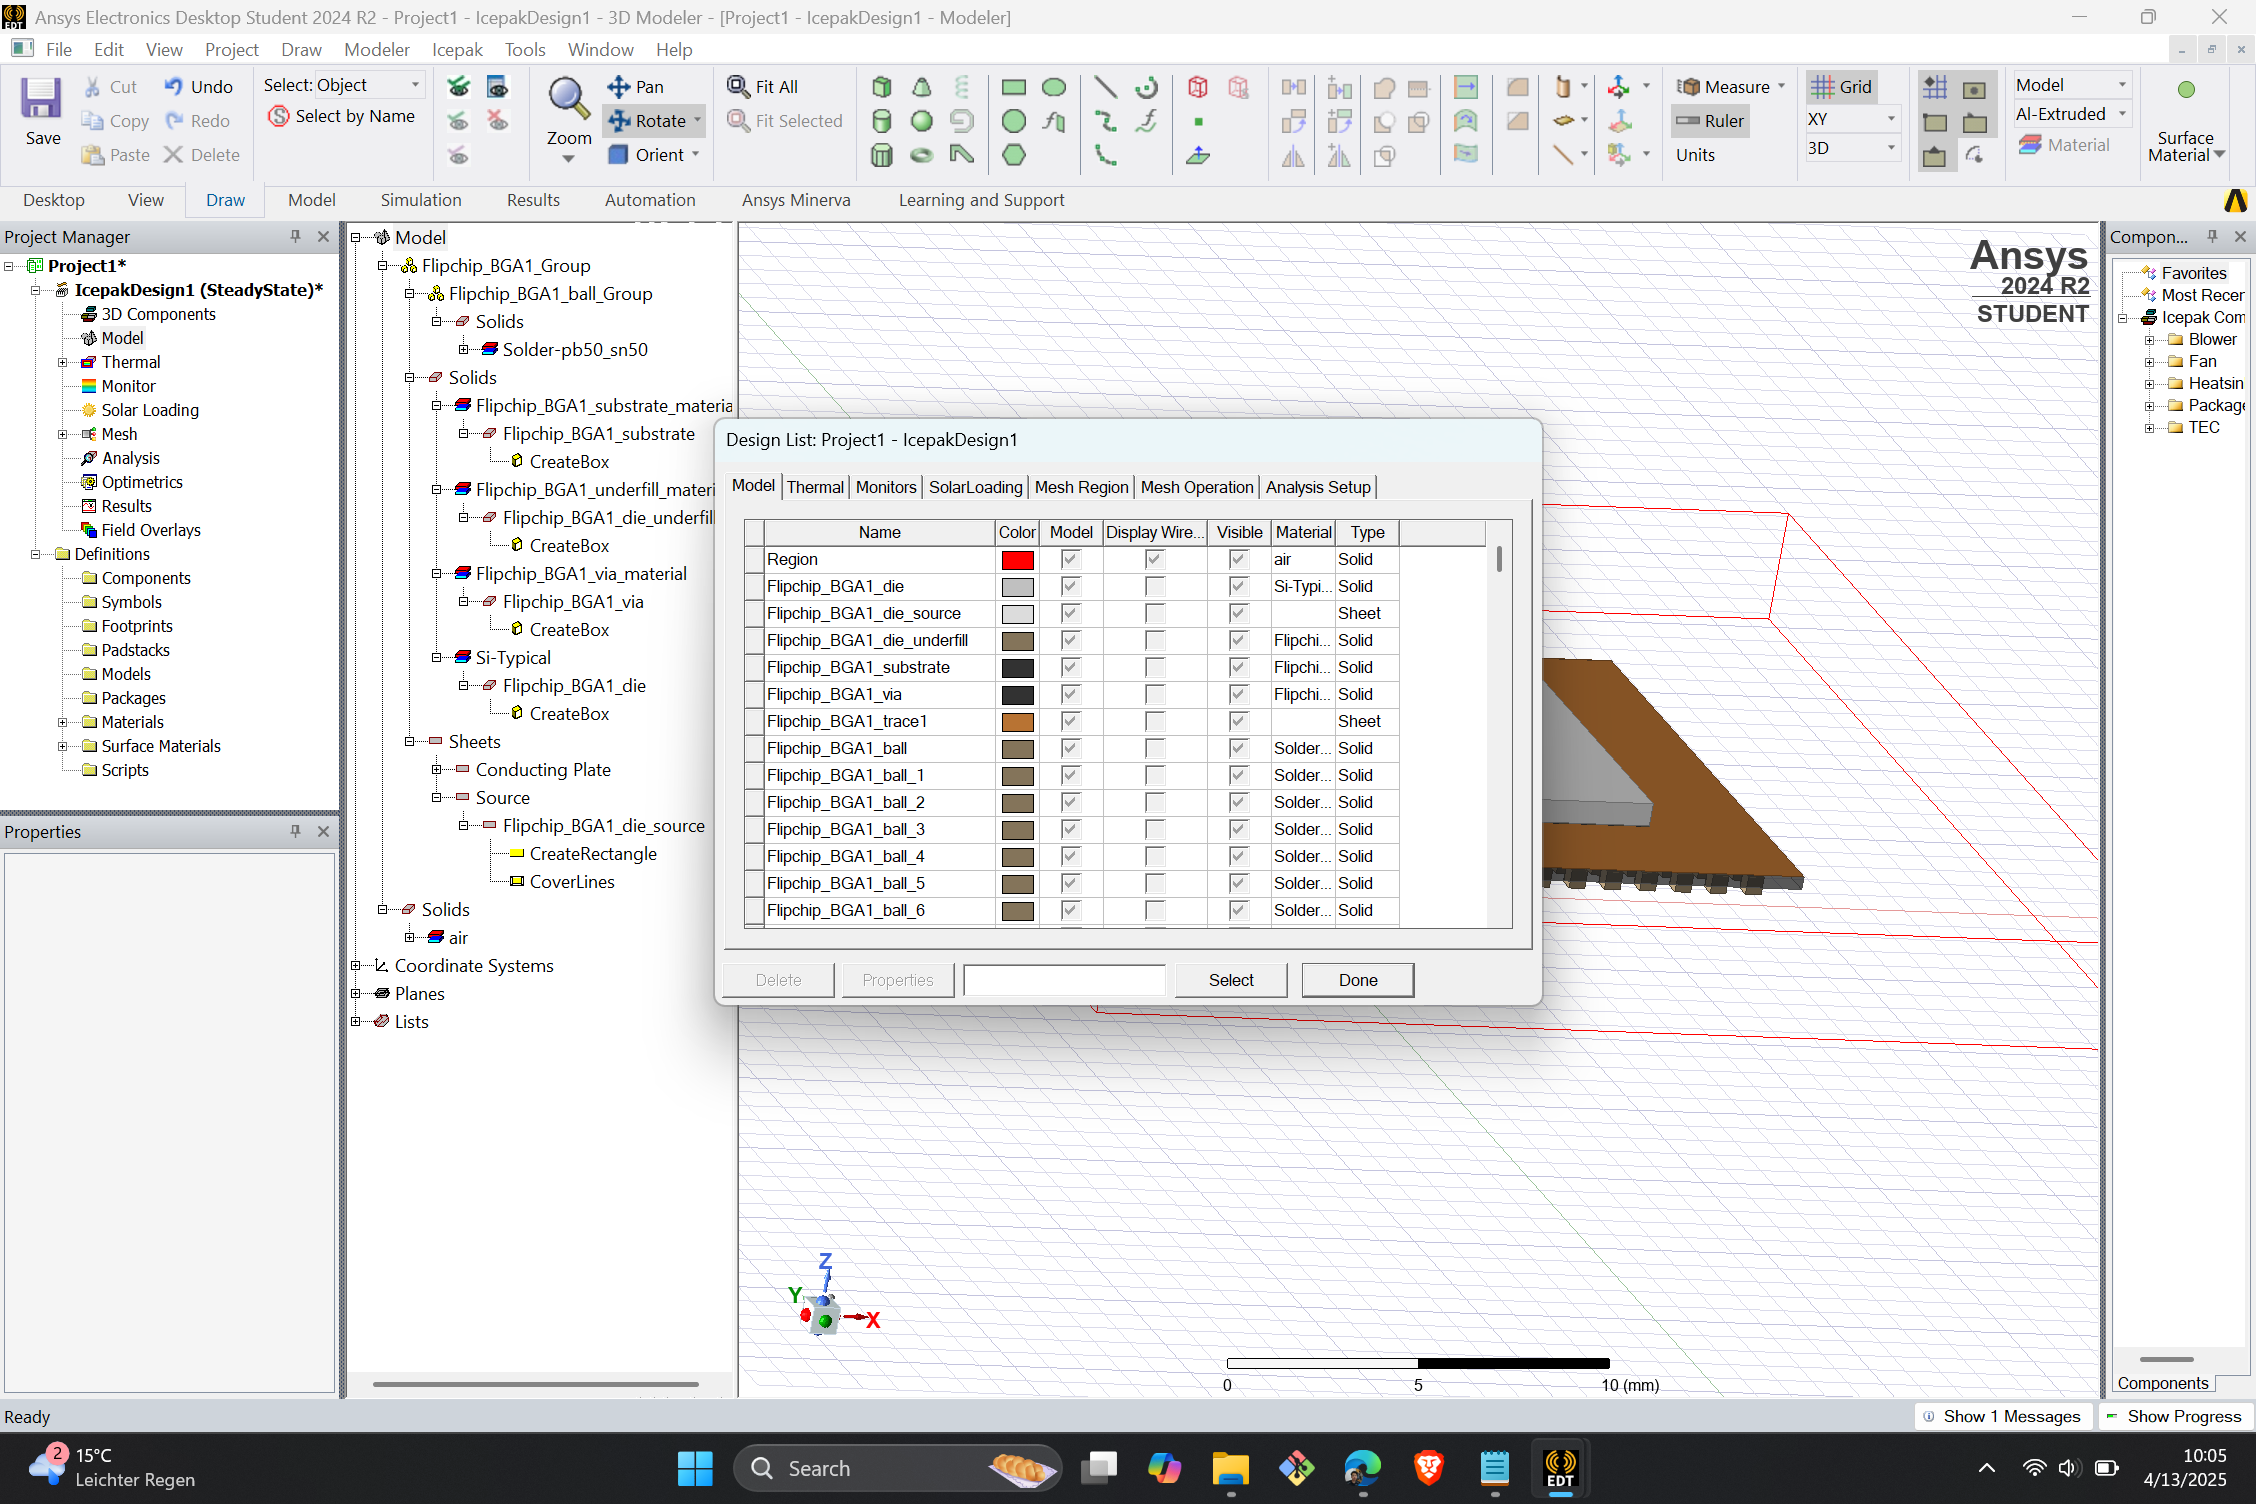 Ansys Electronics Desktop Student 2024 R2 - Project1 - IcepakDesign1 - 3D Modeler - [Project1 - IcepakDesign1 - Modeler]
File Edit View Project Draw Modeler Icepak Tools Window Help
Save
Cut
Copy
Paste
Undo
Redo
Delete
Select: Object
Select by Name
Zoom
Pan
Rotate
Orient
Fit All
Fit Selected
Measure
Ruler
Units
Grid
XY
3D
Model
Al-Extruded
Material
Surface
Material
Desktop View Draw Model Simulation Results Automation Ansys Minerva Learning and Support
Project Manager
Project1*
IcepakDesign1 (SteadyState)*
3D Components
Model
Thermal
Monitor
Solar Loading
Mesh
Analysis
Optimetrics
Results
Field Overlays
Definitions
Components
Symbols
Footprints
Padstacks
Models
Packages
Materials
Surface Materials
Scripts
Properties
Model
Flipchip_BGA1_Group
Flipchip_BGA1_ball_Group
Solids
Solder-pb50_sn50
Solids
Flipchip_BGA1_substrate_materia
Flipchip_BGA1_substrate
CreateBox
Flipchip_BGA1_underfill_materi
Flipchip_BGA1_die_underfill
CreateBox
Flipchip_BGA1_via_material
Flipchip_BGA1_via
CreateBox
Si-Typical
Flipchip_BGA1_die
CreateBox
Sheets
Conducting Plate
Source
Flipchip_BGA1_die_source
CreateRectangle
CoverLines
Solids
air
Coordinate Systems
Planes
Lists
Ansys
2024 R2
STUDENT
Design List: Project1 - IcepakDesign1
Model Thermal Monitors SolarLoading Mesh Region Mesh Operation Analysis Setup
Name Color Model Display Wire... Visible Material Type
Region air Solid
Flipchip_BGA1_die Si-Typi... Solid
Flipchip_BGA1_die_source Sheet
Flipchip_BGA1_die_underfill Flipchi... Solid
Flipchip_BGA1_substrate Flipchi... Solid
Flipchip_BGA1_via Flipchi... Solid
Flipchip_BGA1_trace1 Sheet
Flipchip_BGA1_ball Solder... Solid
Flipchip_BGA1_ball_1 Solder... Solid
Flipchip_BGA1_ball_2 Solder... Solid
Flipchip_BGA1_ball_3 Solder... Solid
Flipchip_BGA1_ball_4 Solder... Solid
Flipchip_BGA1_ball_5 Solder... Solid
Flipchip_BGA1_ball_6 Solder... Solid
Delete Properties Select Done
Z
Y
X
0 5 10 (mm)
Compon...
Favorites
Most Recer
Icepak Com
Blower
Fan
Heatsin
Package
TEC
Components
Ready
Show 1 Messages Show Progress
2
15°C
Leichter Regen
Search
EDT
10:05
4/13/2025